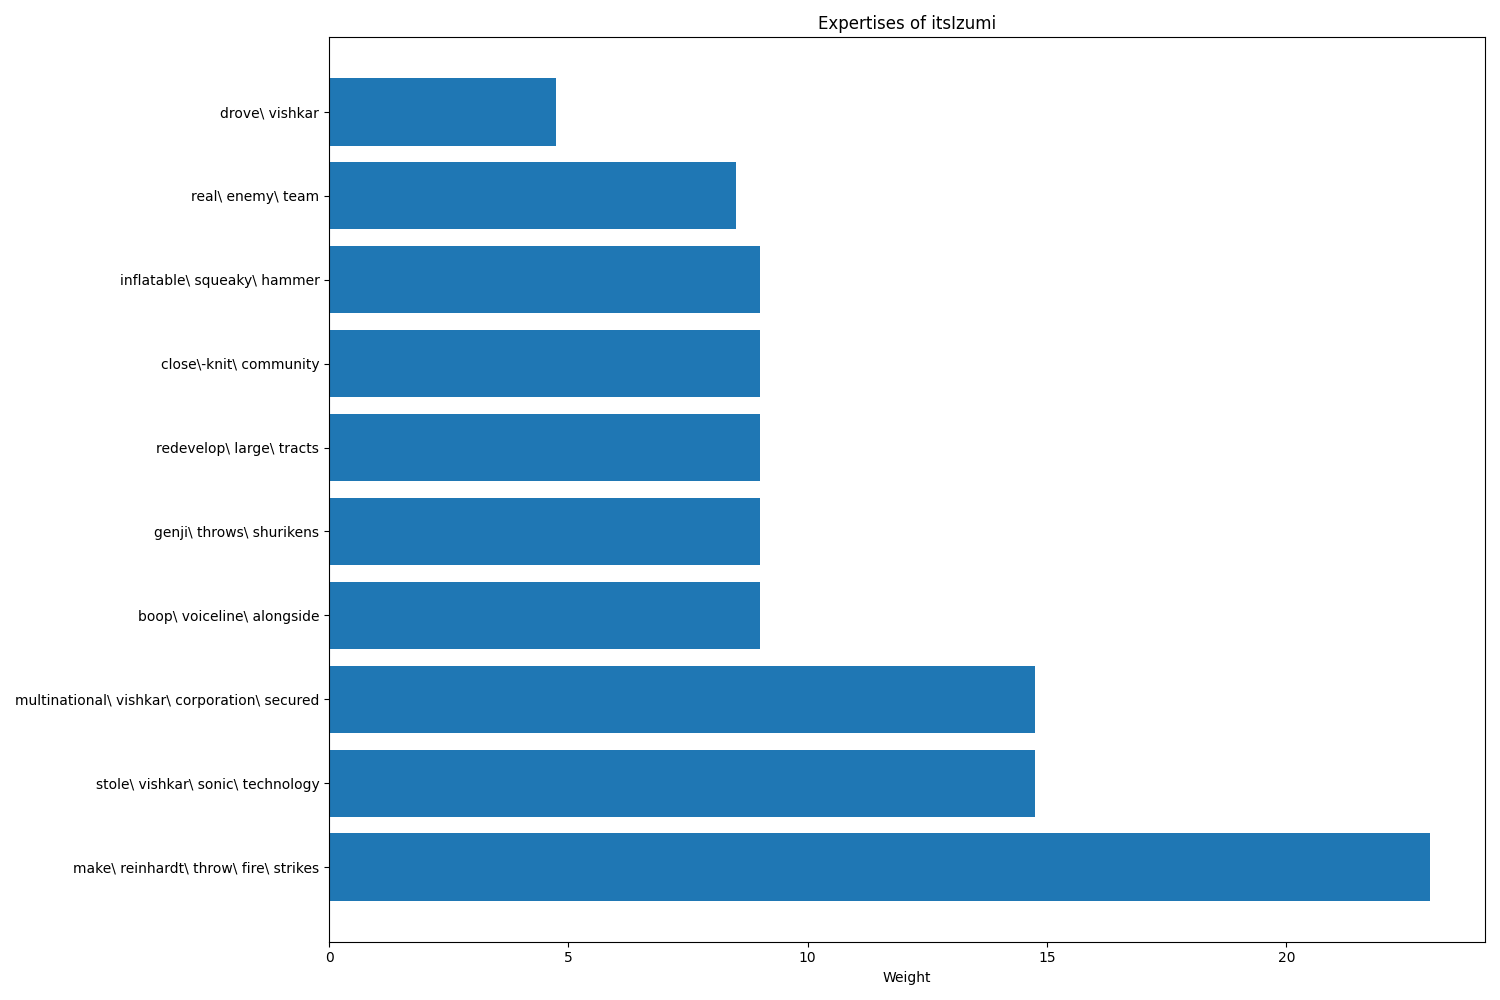 Expertises of itsIzumi
drove\ vishkar
real\ enemy\ team
inflatable\ squeaky\ hammer
close\-knit\ community
redevelop\ large\ tracts
genji\ throws\ shurikens
boop\ voiceline\ alongside
multinational\ vishkar\ corporation\ secured
stole\ vishkar\ sonic\ technology
make\ reinhardt\ throw\ fire\ strikes
0 5 10 15 20
Weight